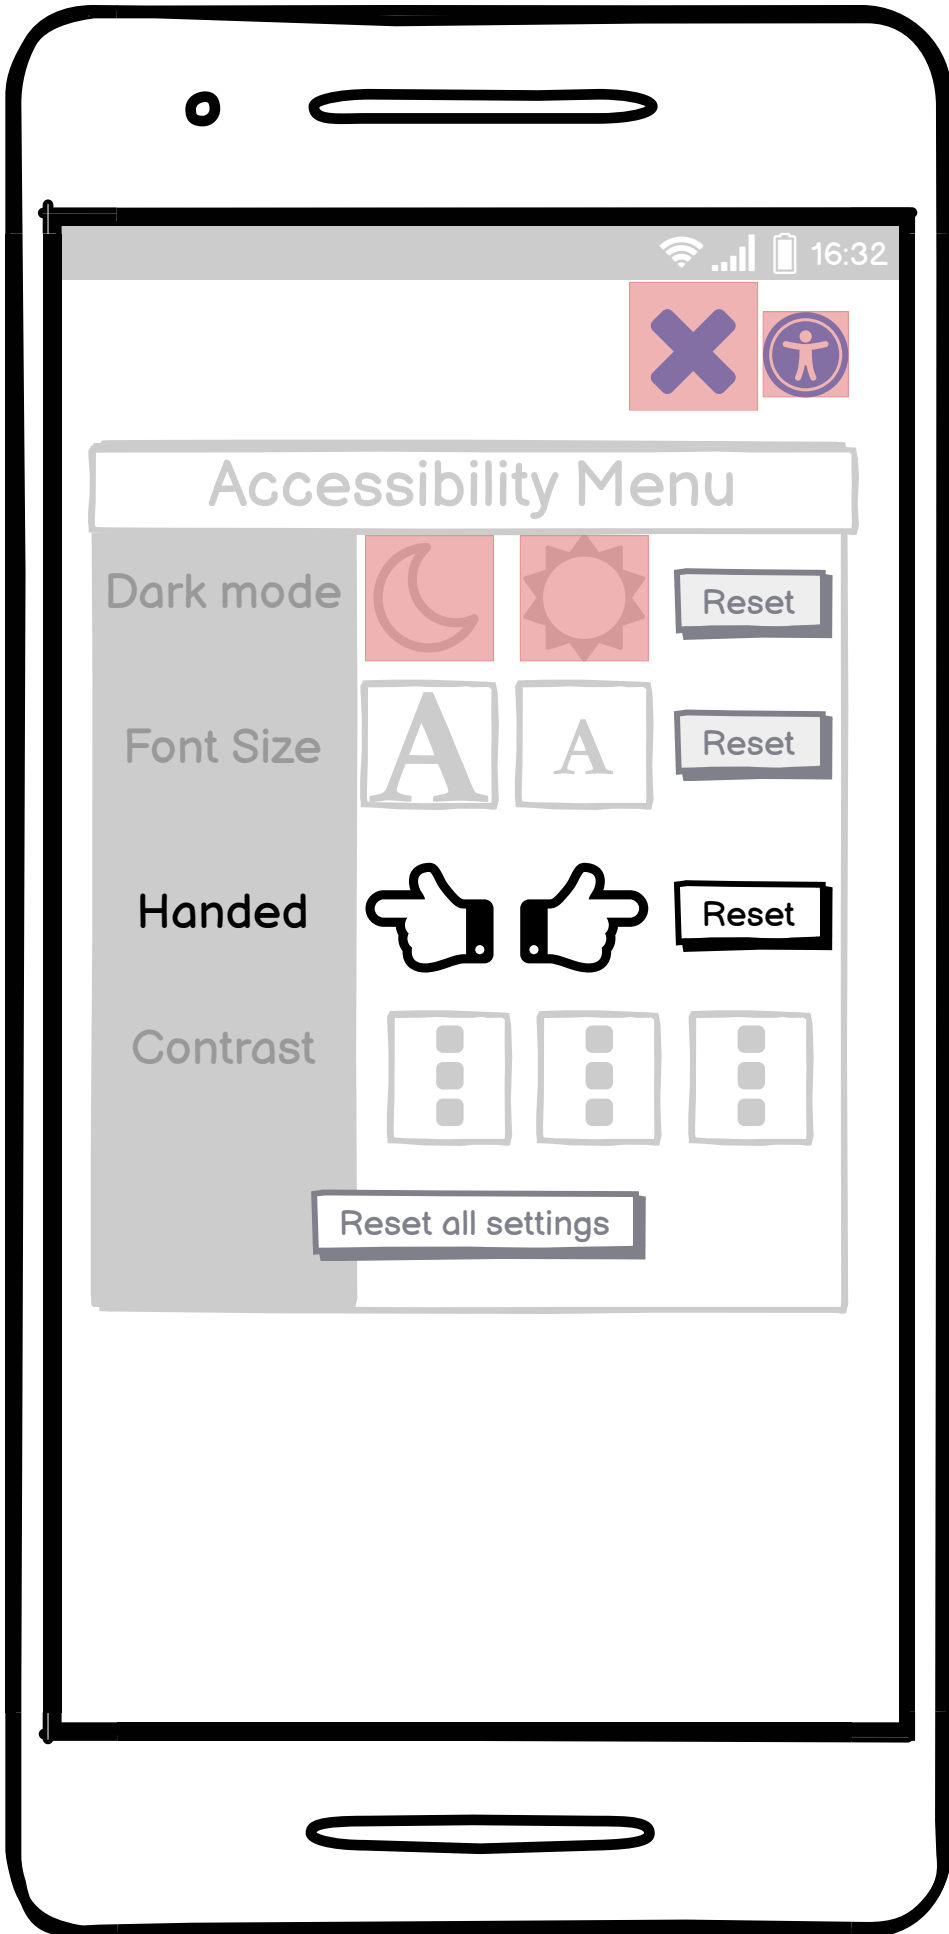 16:32
Accessibility Menu
Dark mode
Reset
Font Size
A
A
Reset
Handed
Reset
Contrast
Reset all settings